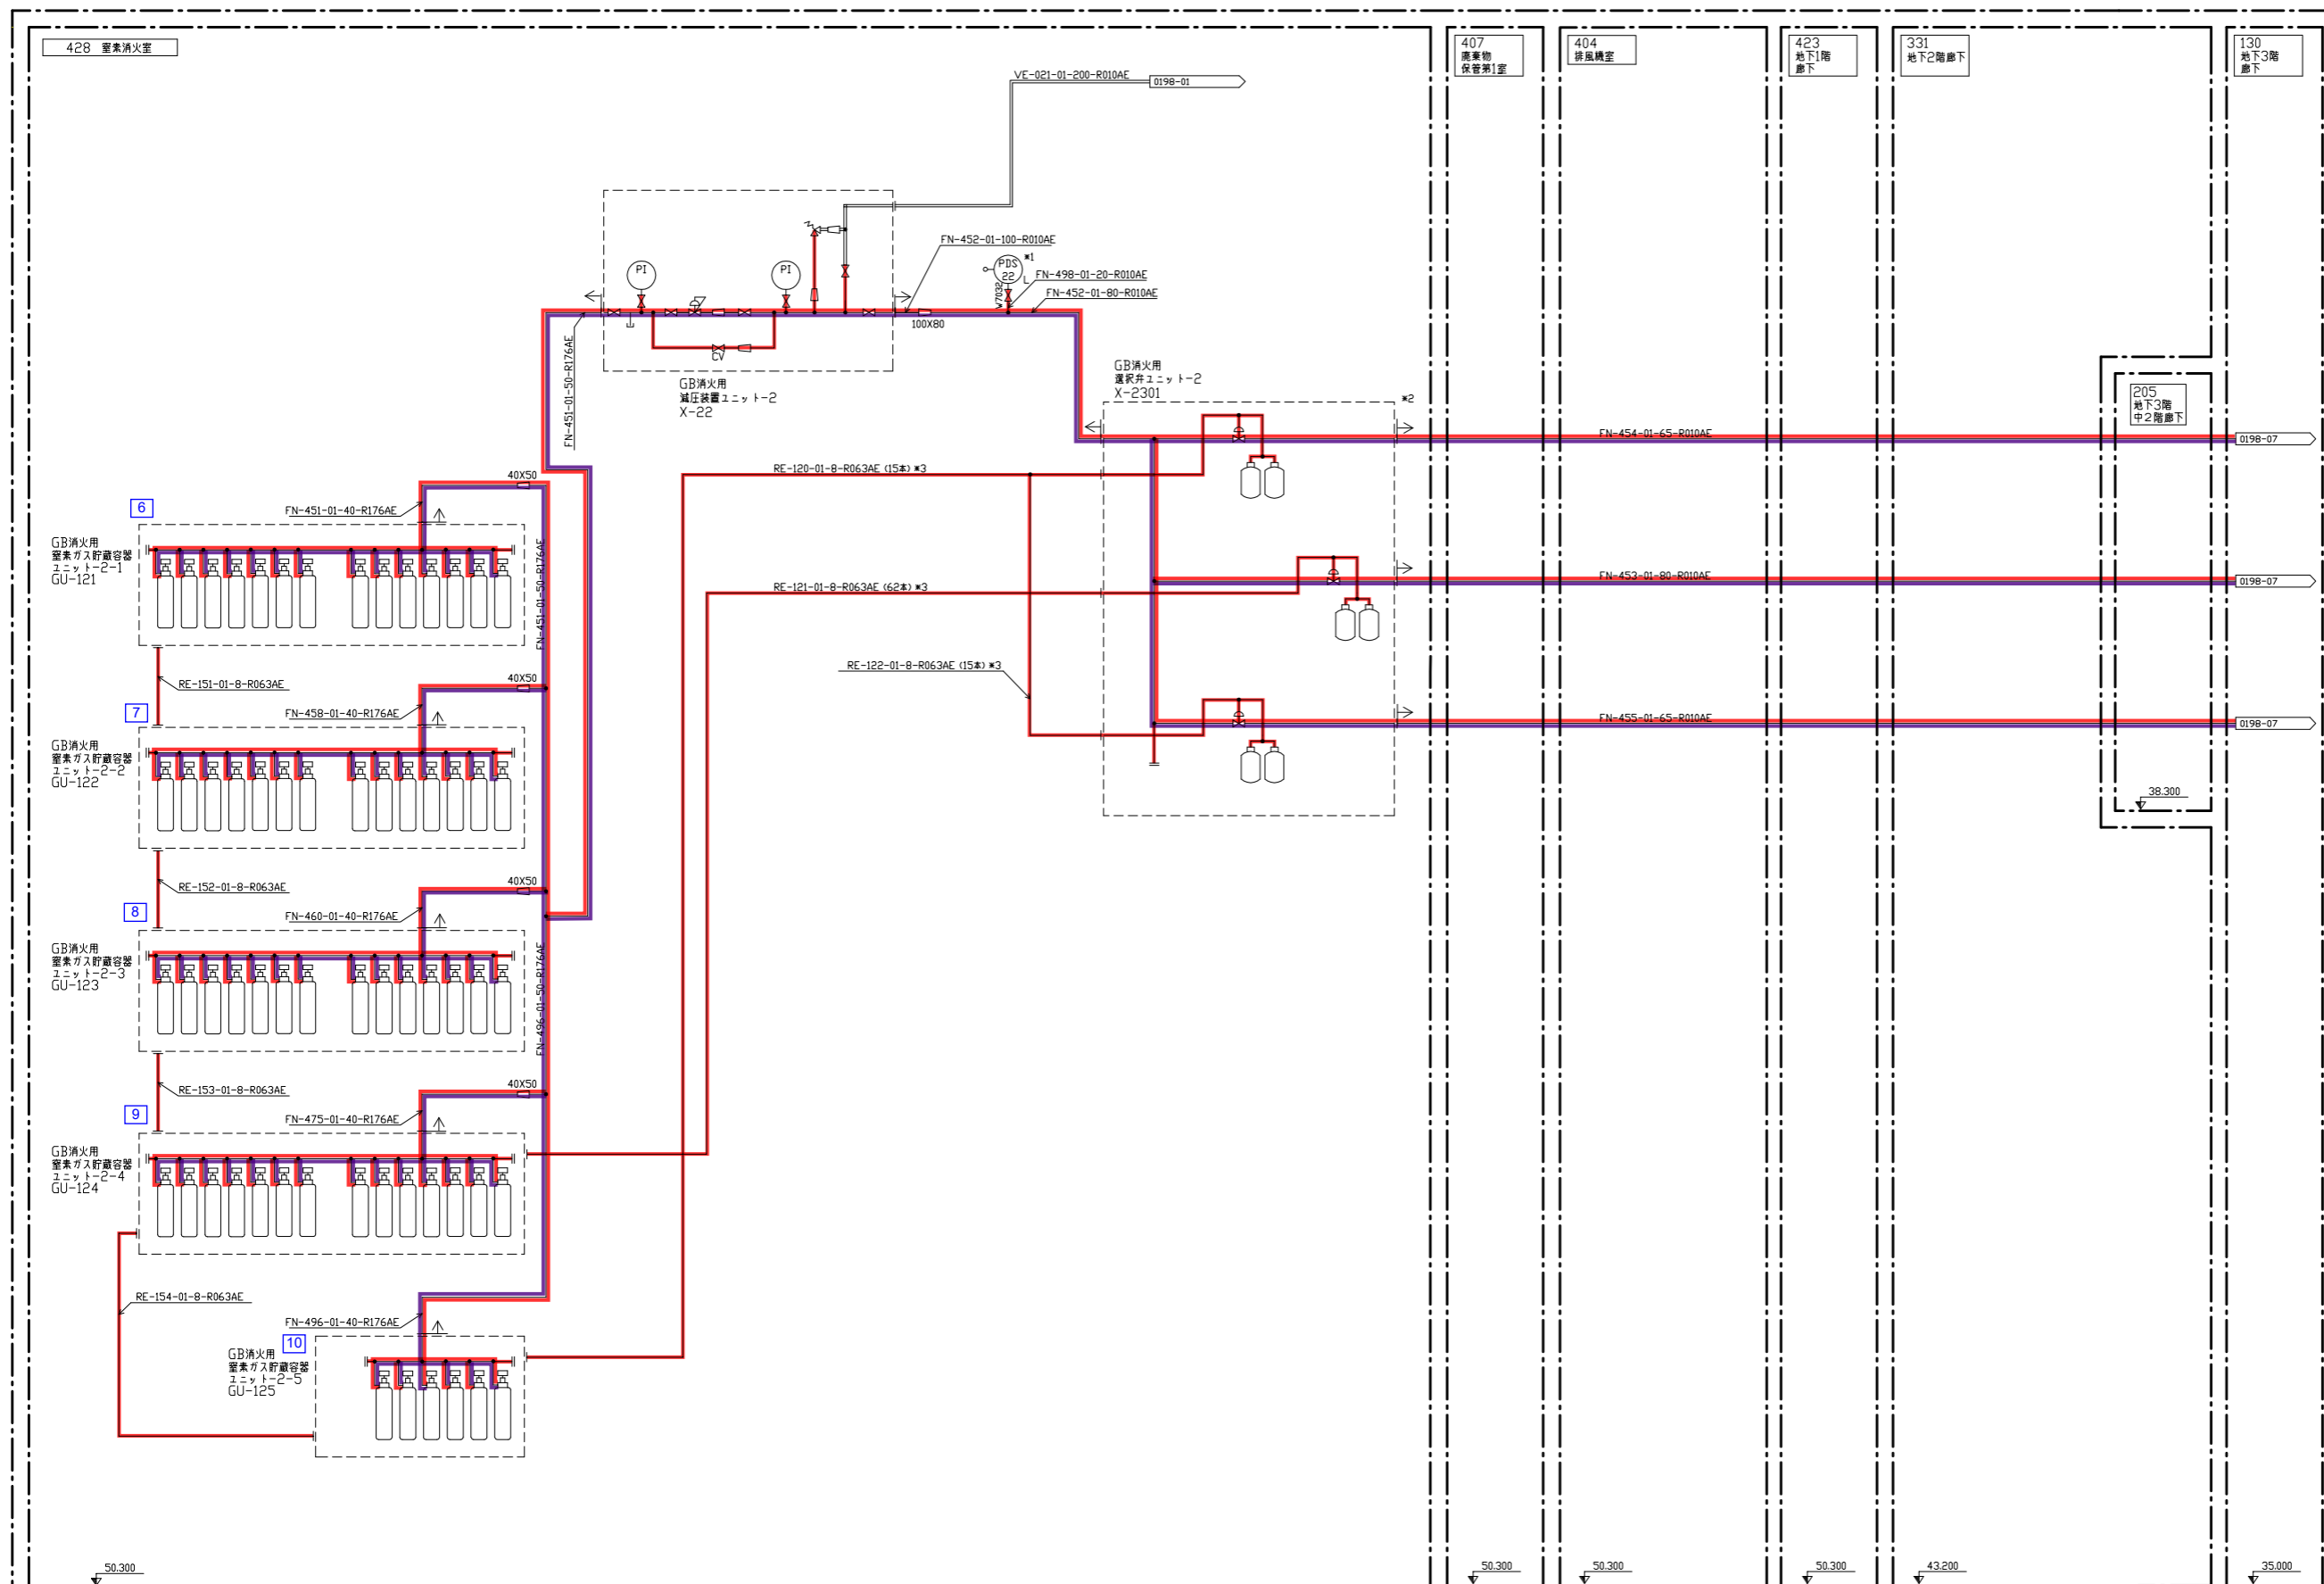 428 窒素消火室
407
廃棄物
保管第1室
404
排風機室
423
地下1階
廊下
331
地下2階廊下
130
地下3階
廊下
VE-021-01-200-R010AE
0198-01
FN-452-01-100-R010AE
PI
PI
PDS
22
*1
L
FN-498-01-20-R010AE
FN-452-01-80-R010AE
100X80
CV
FN-451-01-50-R176AE
GB消火用
減圧装置ユニット-2
X-22
GB消火用
選択弁ユニット-2
X-2301
*2
205
地下3階
中2階廊下
FN-454-01-65-R010AE
0198-07
RE-120-01-8-R063AE (15本) *3
40X50
6
FN-451-01-40-R176AE
GB消火用
窒素ガス貯蔵容器
ユニット-2-1
GU-121
FN-451-01-50-R176AE
RE-121-01-8-R063AE (62本) *3
FN-453-01-80-R010AE
0198-07
RE-151-01-8-R063AE
RE-122-01-8-R063AE (15本) *3
40X50
7
FN-458-01-40-R176AE
FN-455-01-65-R010AE
0198-07
GB消火用
窒素ガス貯蔵容器
ユニット-2-2
GU-122
38.300
RE-152-01-8-R063AE
40X50
8
FN-460-01-40-R176AE
GB消火用
窒素ガス貯蔵容器
ユニット-2-3
GU-123
FN-496-01-50-R176AE
RE-153-01-8-R063AE
40X50
9
FN-475-01-40-R176AE
GB消火用
窒素ガス貯蔵容器
ユニット-2-4
GU-124
RE-154-01-8-R063AE
FN-496-01-40-R176AE
10
GB消火用
窒素ガス貯蔵容器
ユニット-2-5
GU-125
50.300
50.300
50.300
50.300
43.200
35.000